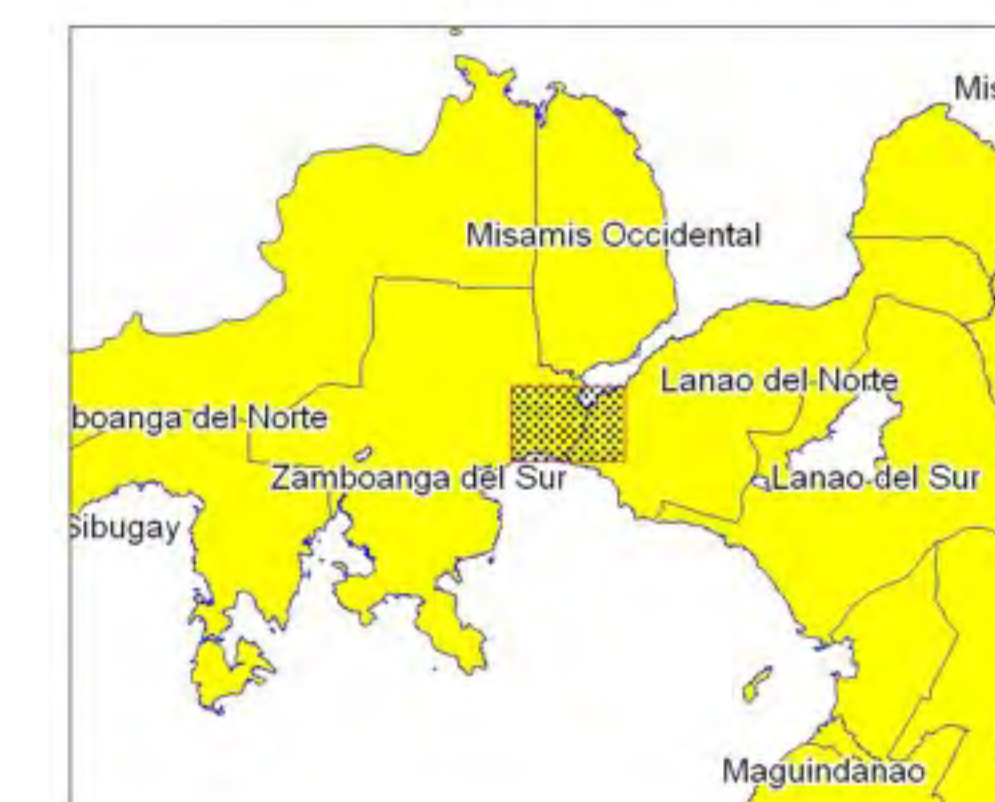 Mis
Misamis Occidental
Lanao del Norte
boanga del Norte
Zamboanga del Sur
Lanao del Sur
Sibugay
Maguindanao